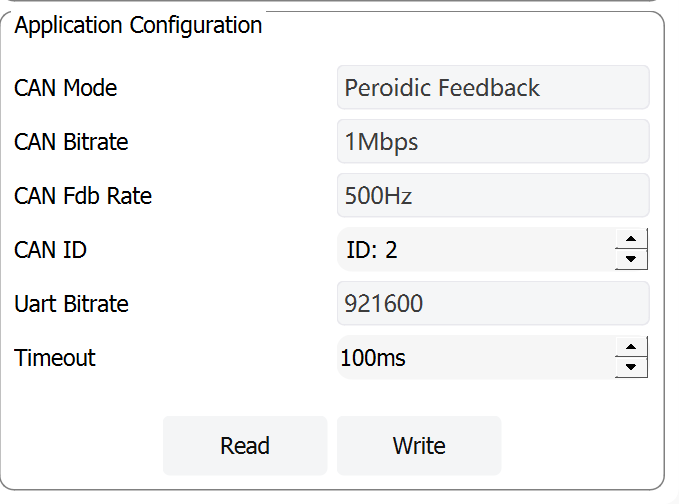 Application Configuration
CAN Mode Peroidic Feedback
CAN Bitrate 1Mbps
CAN Fdb Rate 500Hz
CAN ID ID: 2
Uart Bitrate 921600
Timeout 100ms
Read Write